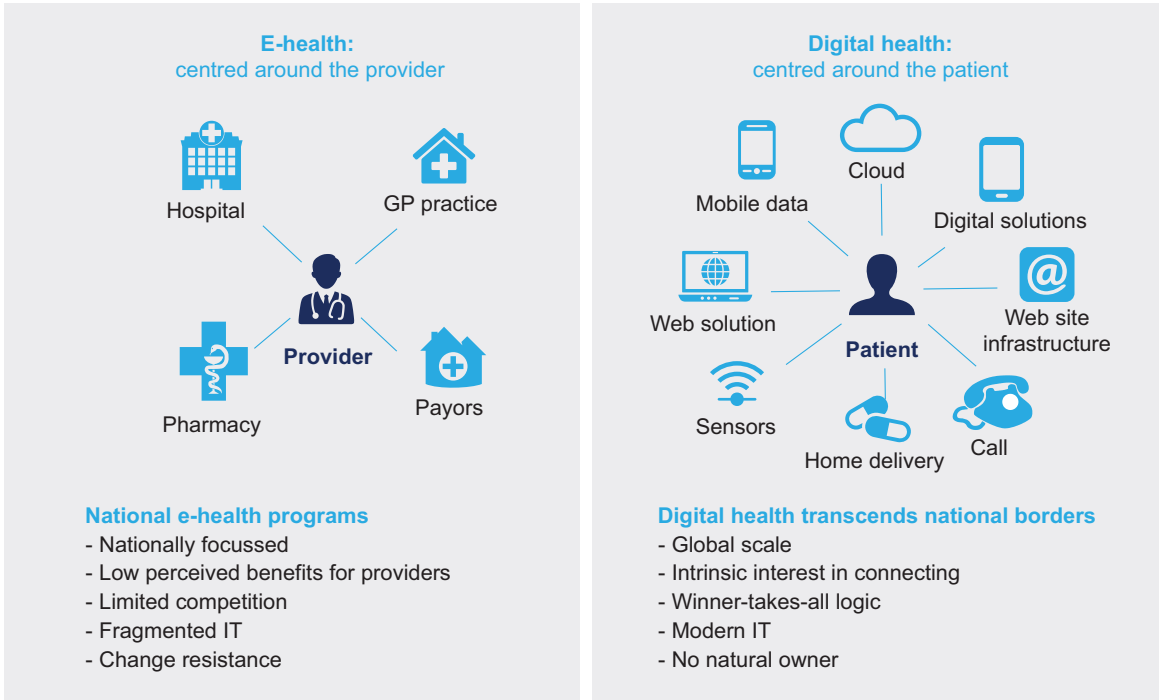 E-health:
centred around the provider
Hospital
GP practice
Provider
Pharmacy
Payors
National e-health programs
- Nationally focussed
- Low perceived benefits for providers
- Limited competition
- Fragmented IT
- Change resistance
Digital health:
centred around the patient
Cloud
Mobile data
Digital solutions
@
Web solution
Web site
infrastructure
Patient
Sensors
Home delivery
Call
Digital health transcends national borders
- Global scale
- Intrinsic interest in connecting
- Winner-takes-all logic
- Modern IT
- No natural owner